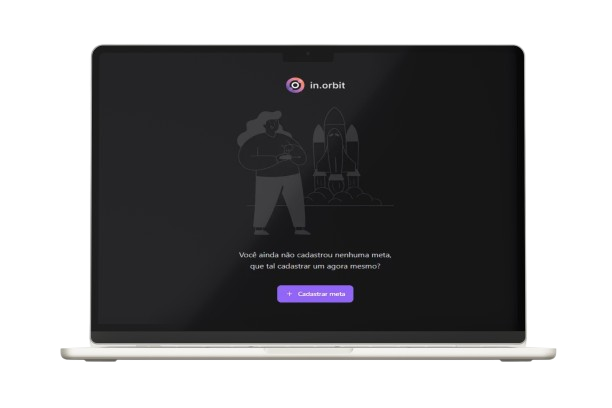 in.orbit
Você ainda não cadastrou nenhuma meta,
que tal cadastrar um agora mesmo?
+ Cadastrar meta